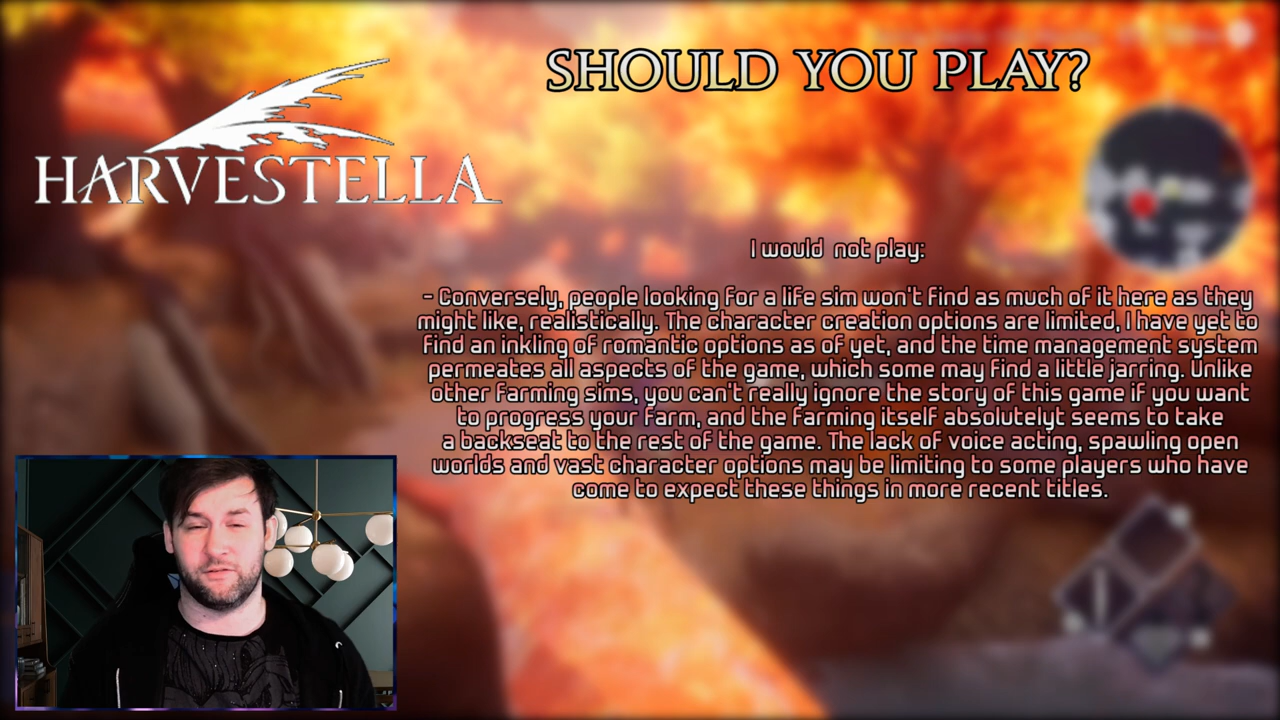 SHOULD YOU PLAY?
HARVESTELLA
I would not play:
- Conversely, people looking for a life sim won't find as much of it here as they
might like, realistically. The character creation options are limited, I have yet to
find an inkling of romantic options as of yet, and the time management system
permeates all aspects of the game, which some may find a little jarring. Unlike
other farming sims, you can't really ignore the story of this game if you want
to progress your farm, and the farming itself absolutelyt seems to take
a backseat to the rest of the game. The lack of voice acting, spawling open
worlds and vast character options may be limiting to some players who have
come to expect these things in more recent titles.